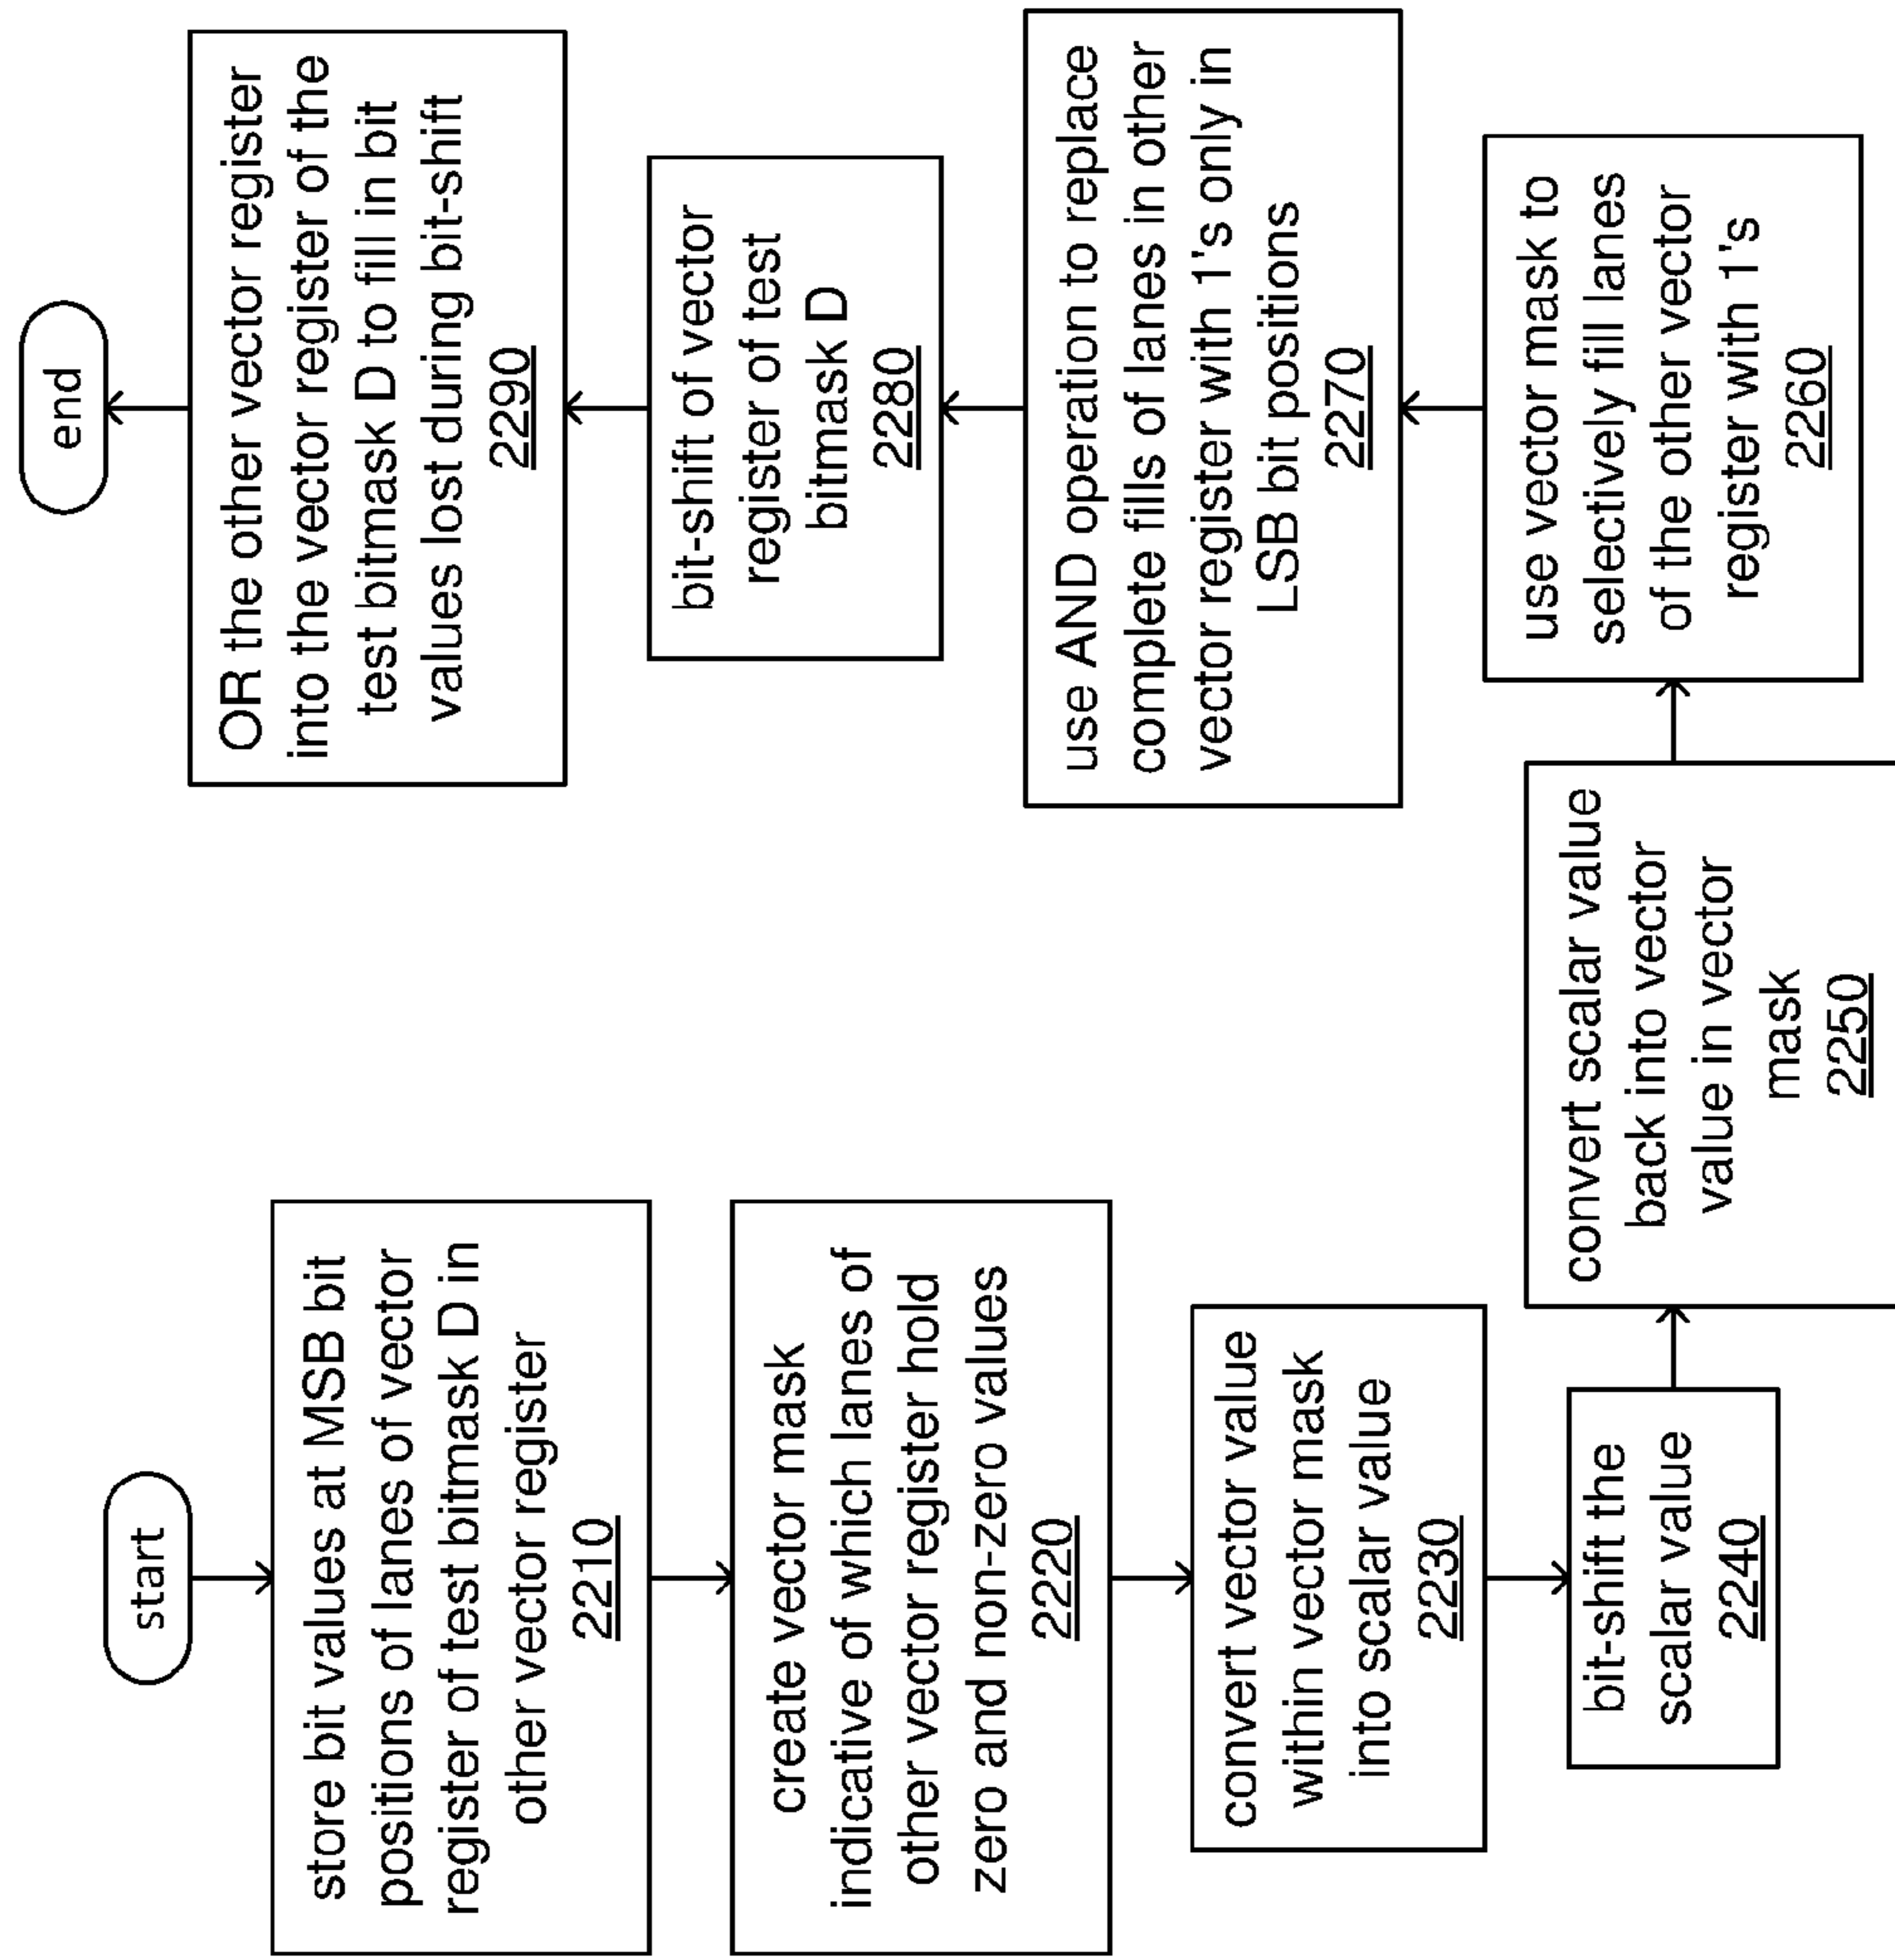 start
store bit values at MSB bit
positions of lanes of vector
register of test bitmask D in
other vector register
2210
create vector mask
indicative of which lanes of
other vector register hold
zero and non-zero values
2220
convert vector value
within vector mask
into scalar value
2230
bit-shift the
scalar value
2240
convert scalar value
back into vector
value in vector
mask
2250
use vector mask to
selectively fill lanes
of the other vector
register with 1's
2260
use AND operation to replace
complete fills of lanes in other
vector register with 1's only in
LSB bit positions
2270
bit-shift of vector
register of test
bitmask D
2280
OR the other vector register
into the vector register of the
test bitmask D to fill in bit
values lost during bit-shift
2290
end